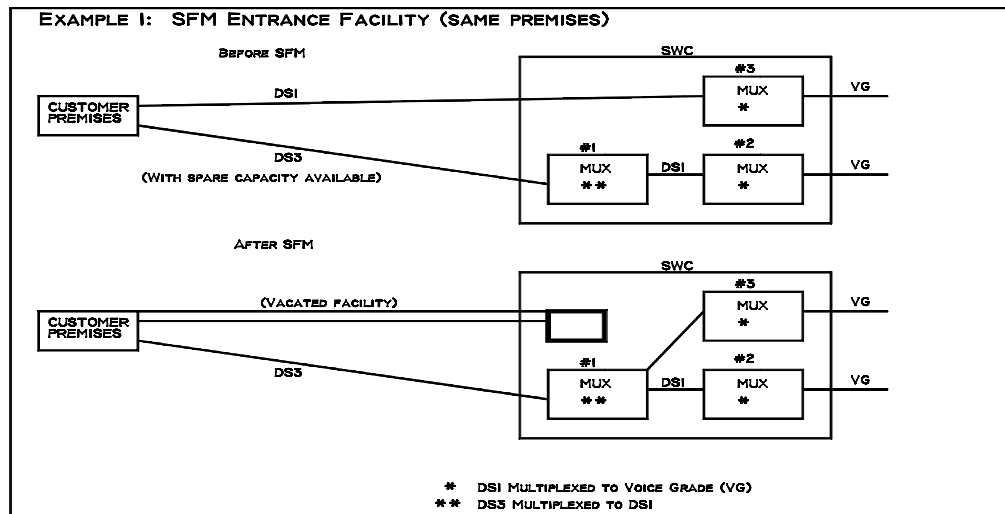 EXAMPLE 1: SFM ENTRANCE FACILITY (SAME PREMISES)
BEFORE SFM
SWC
#3
DS1
MUX
*
VG
CUSTOMER
PREMISES
DS3
(WITH SPARE CAPACITY AVAILABLE)
#1
MUX
**
DS1
#2
MUX
*
VG
AFTER SFM
SWC
#3
(VACATED FACILITY)
MUX
*
VG
CUSTOMER
PREMISES
DS3
#1
MUX
**
DS1
#2
MUX
*
VG
* DS1 MULTIPLEXED TO VOICE GRADE (VG)
** DS3 MULTIPLEXED TO DS1